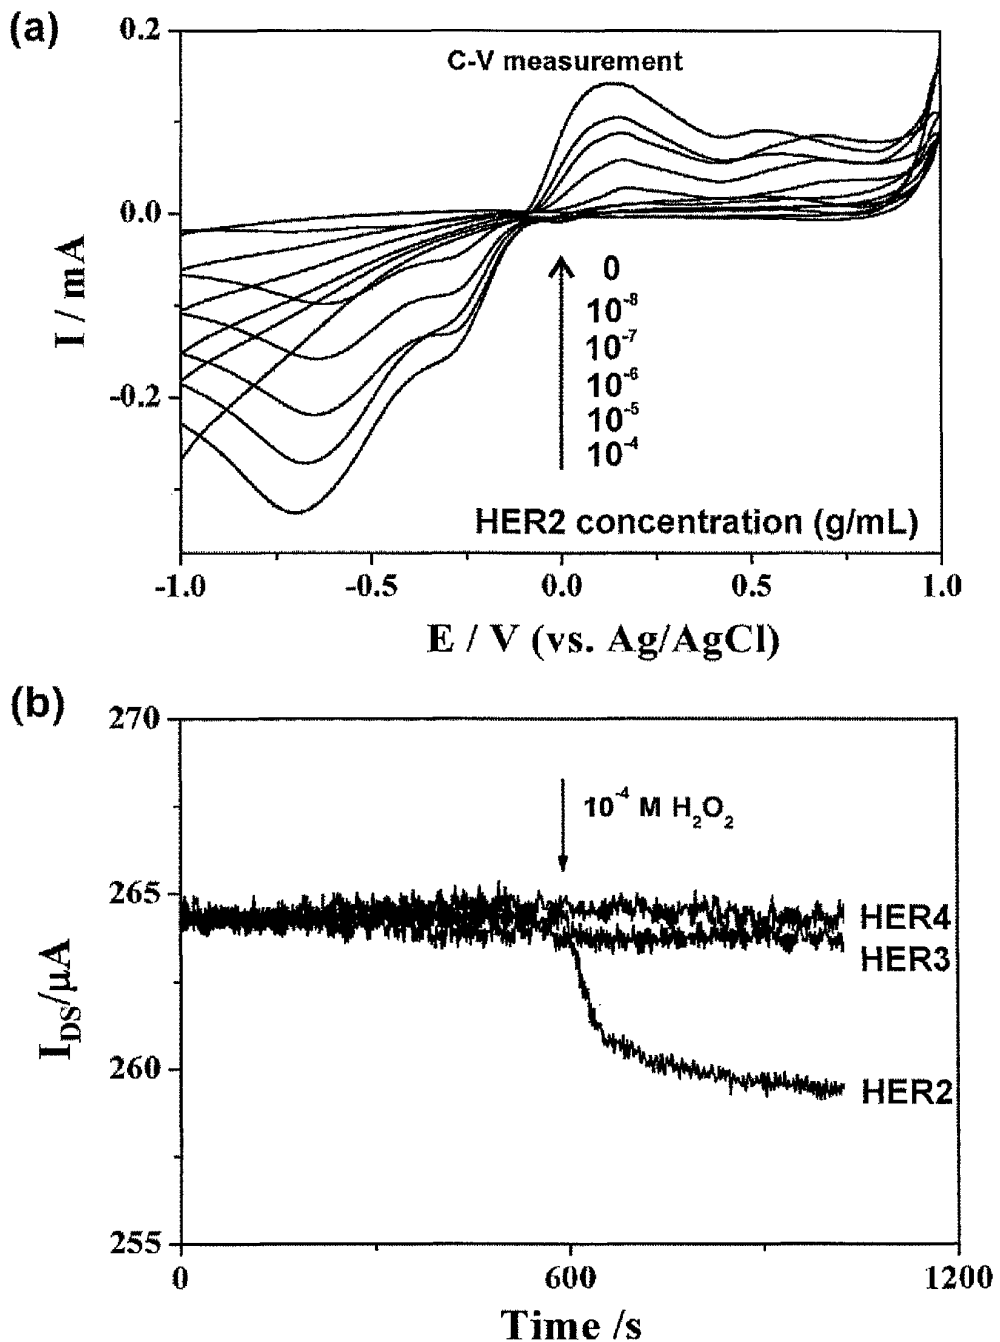 (a)
0.2
C-V measurement
0.0
0
10⁻⁸
10⁻⁷
10⁻⁶
-0.2
10⁻⁵
10⁻⁴
HER2 concentration (g/mL)
I / mA
-1.0 -0.5 0.0 0.5 1.0
E / V (vs. Ag/AgCl)
(b)
270
10⁻⁴ M H₂O₂
265
HER4
HER3
I_DS/μA
260
HER2
255
0 600 1200
Time /s